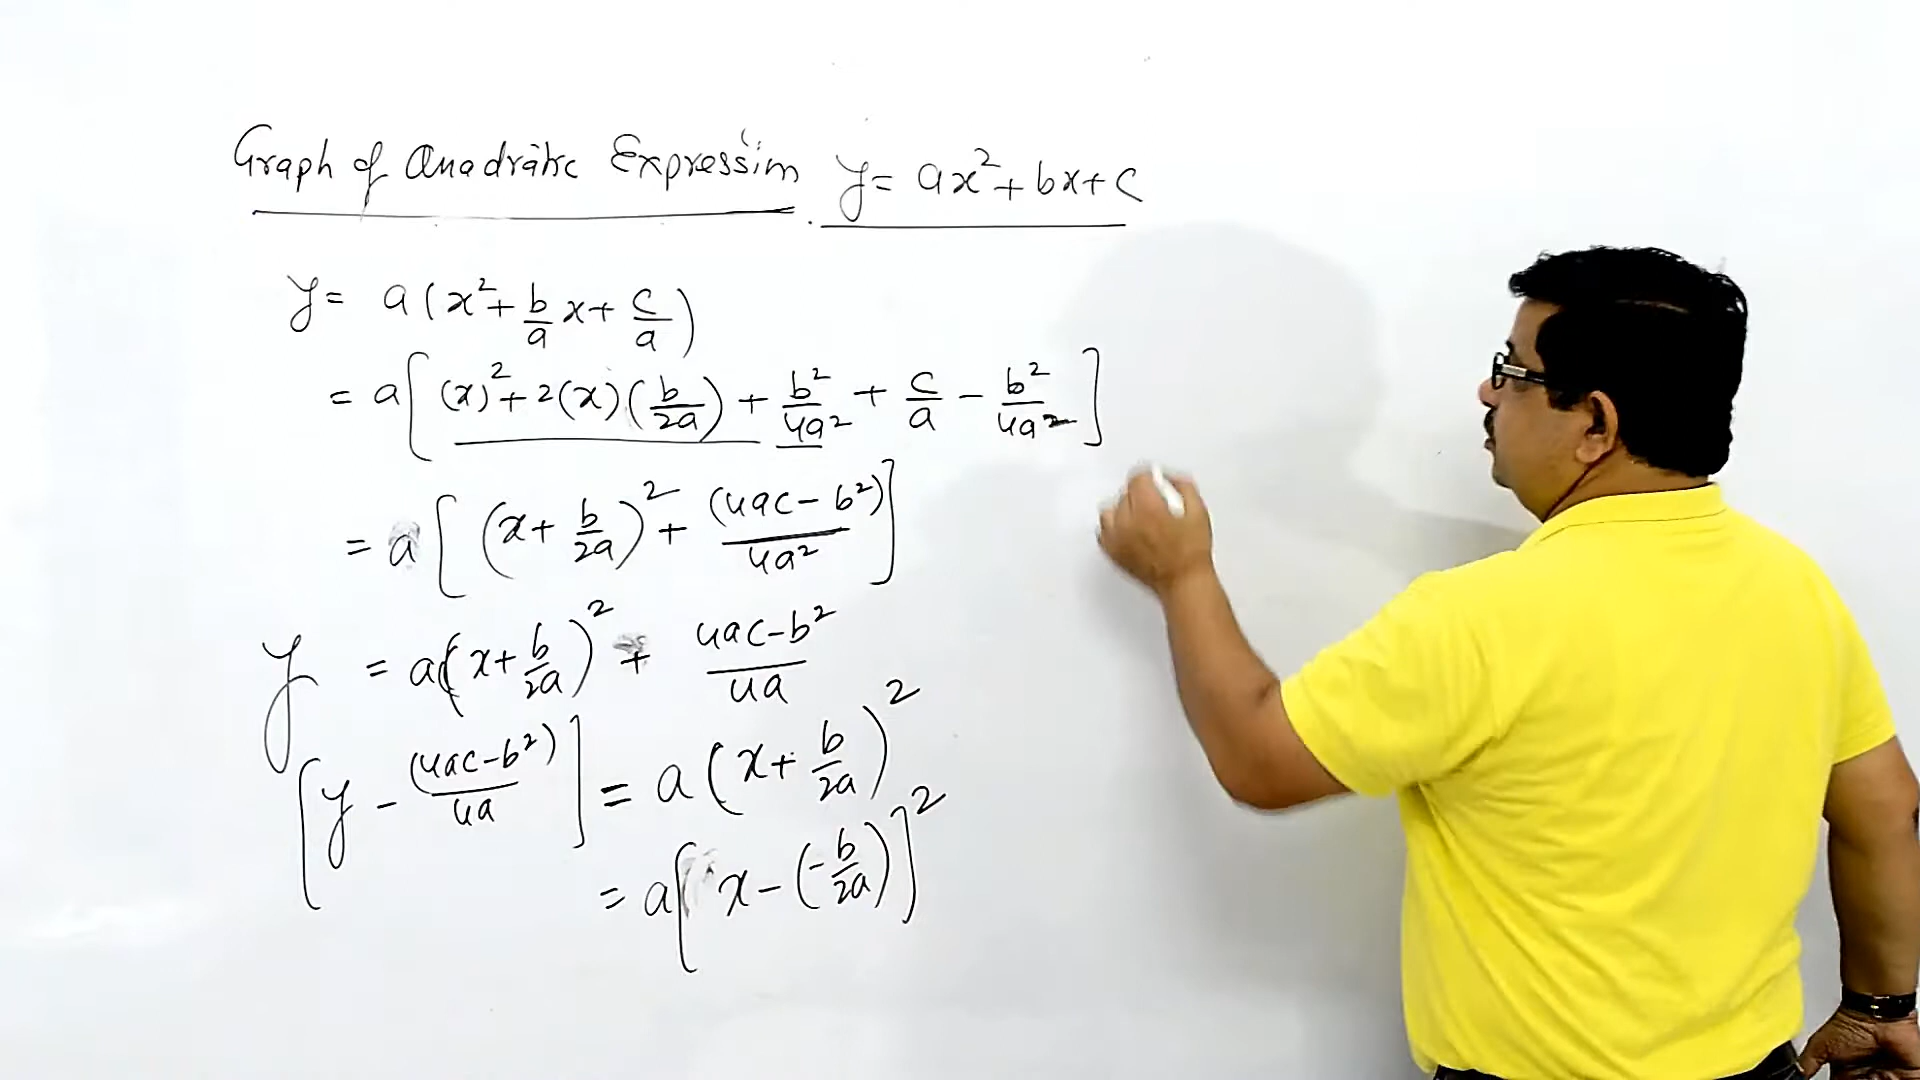 Graph of Quadratic Expression y = ax² + bx + c
y = a(x² + b/a x + c/a)
= a[(x)² + 2(x)(b/2a) + b²/4a² + c/a - b²/4a²]
= a[(x + b/2a)² + (4ac - b²)/4a²]
y = a(x + b/2a)² + 4ac - b²/4a
[y - (4ac - b²)/4a] = a(x + b/2a)²
= a[x - (-b/2a)]²